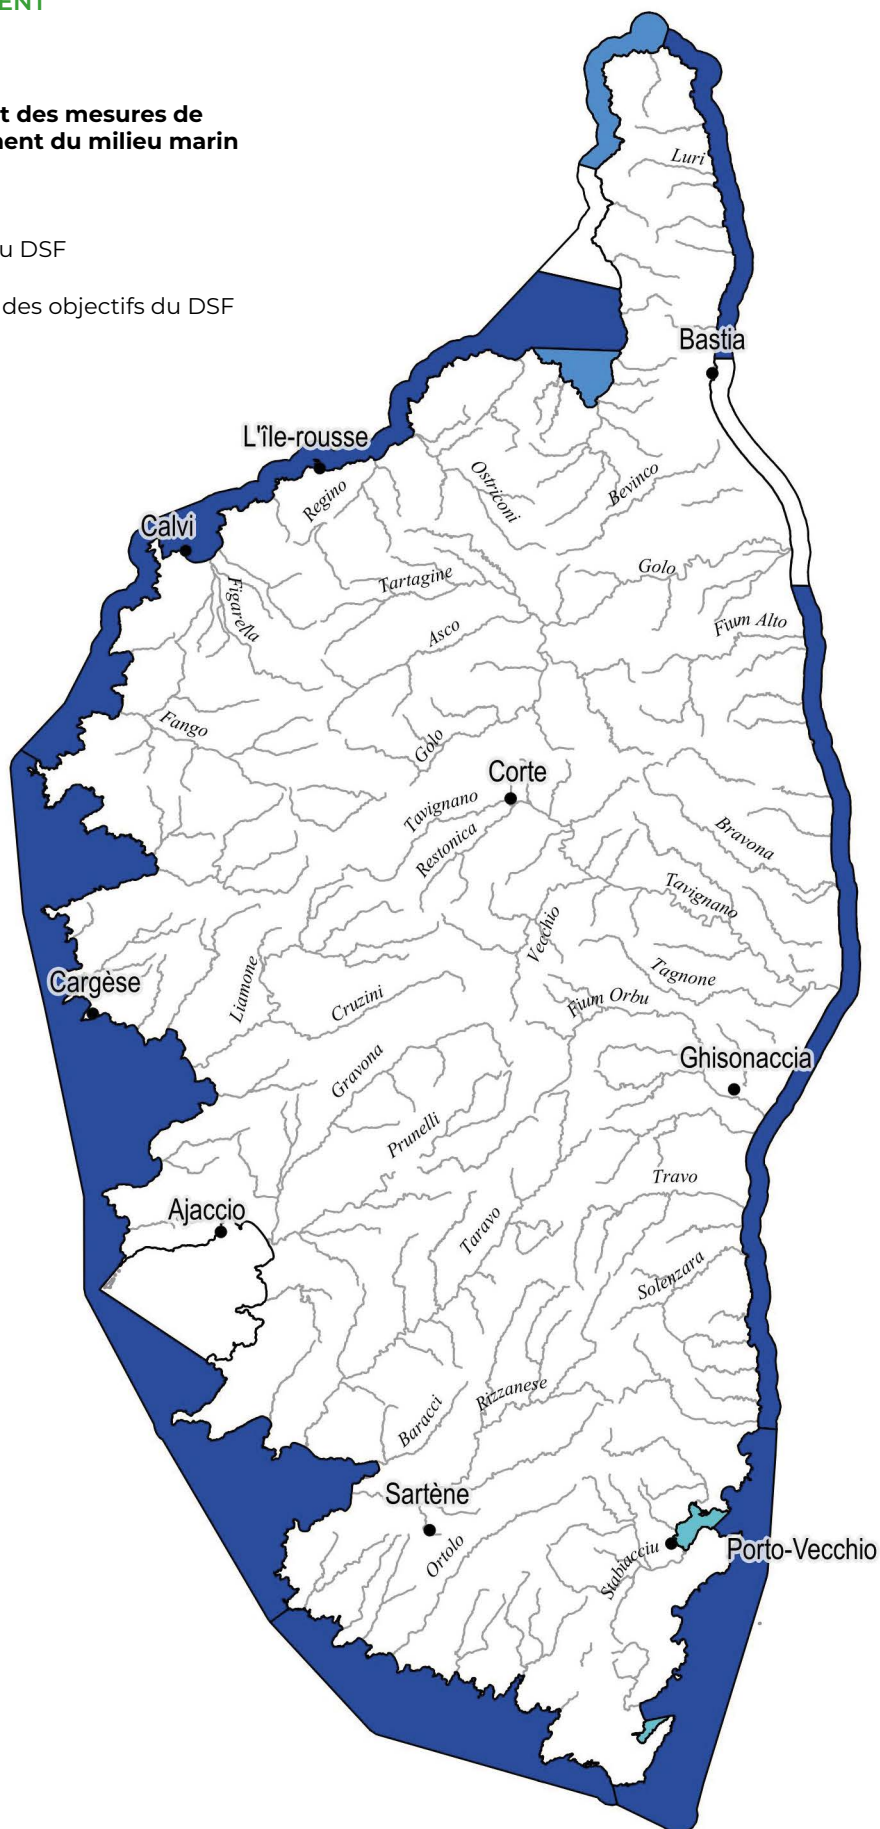 ENT
t des mesures de
nent du milieu marin
u DSF
des objectifs du DSF
Luri
Bastia
L'île-rousse
Regino
Ostriconi
Bevinco
Calvi
Figarella
Tartagine
Golo
Asco
Fium Alto
Fango
Golo
Corte
Tavignano
Restonica
Bravona
Tavignano
Vecchio
Tagnone
Liamone
Cargèse
Cruzini
Fium Orbu
Gravona
Ghisonaccia
Prunelli
Travo
Ajaccio
Taravo
Solenzara
Rizzanese
Baracci
Sartène
Ortolo
Stabiacciu
Porto-Vecchio